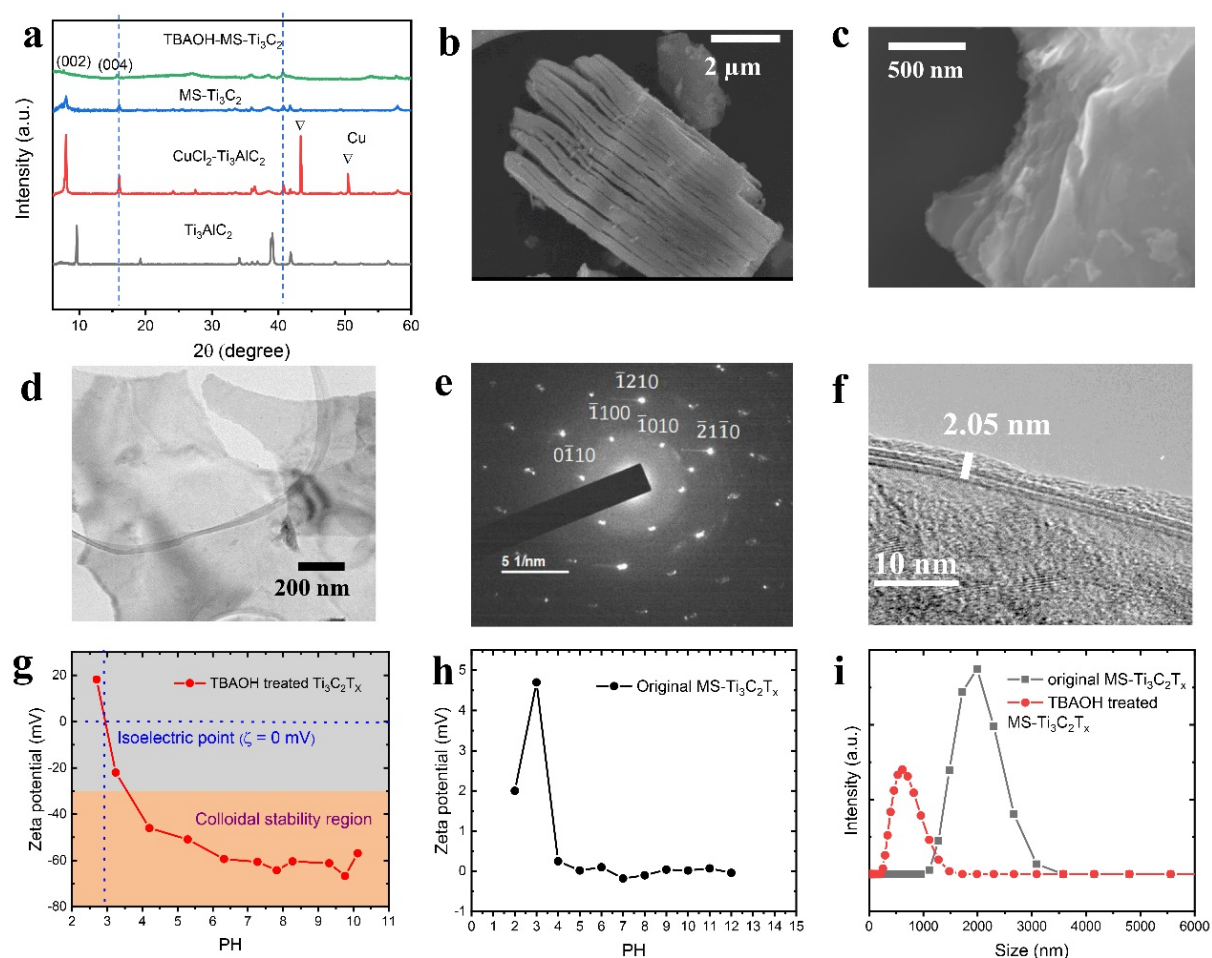 a
TBAOH-MS-Ti₃C₂
(002)
(004)
MS-Ti₃C₂
∇
Cu
∇
CuCl₂-Ti₃AlC₂
Ti₃AlC₂
Intensity (a.u.)
10 20 30 40 50 60
2θ (degree)
b
2 µm
c
500 nm
d
200 nm
e
1̅210
1̅100
1̅010
2̅11̅0
01̅10
5 1/nm
f
2.05 nm
10 nm
g
TBAOH treated Ti₃C₂Tₓ
Isoelectric point (ζ = 0 mV)
Colloidal stability region
Zeta potential (mV)
20
0
-20
-40
-60
-80
2 3 4 5 6 7 8 9 10 11
PH
h
Original MS-Ti₃C₂Tₓ
Zeta potential (mV)
5
4
3
2
1
0
-1
0 1 2 3 4 5 6 7 8 9 10 11 12 13 14 15
PH
i
original MS-Ti₃C₂Tₓ
TBAOH treated
MS-Ti₃C₂Tₓ
Intensity (a.u.)
0 1000 2000 3000 4000 5000 6000
Size (nm)